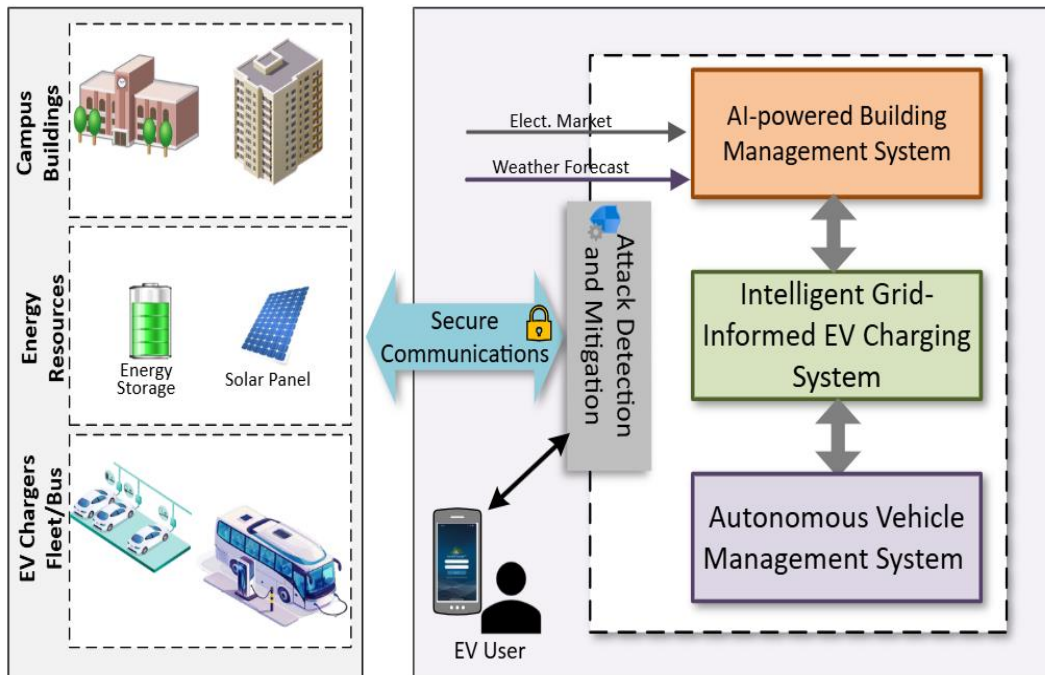 Campus
Buildings
Energy
Resources
Energy
Storage
Solar Panel
EV Chargers
Fleet/Bus
Secure
Communications
Elect. Market
Weather Forecast
Attack Detection
and Mitigation
EV User
AI-powered Building
Management System
Intelligent Grid-
Informed EV Charging
System
Autonomous Vehicle
Management System